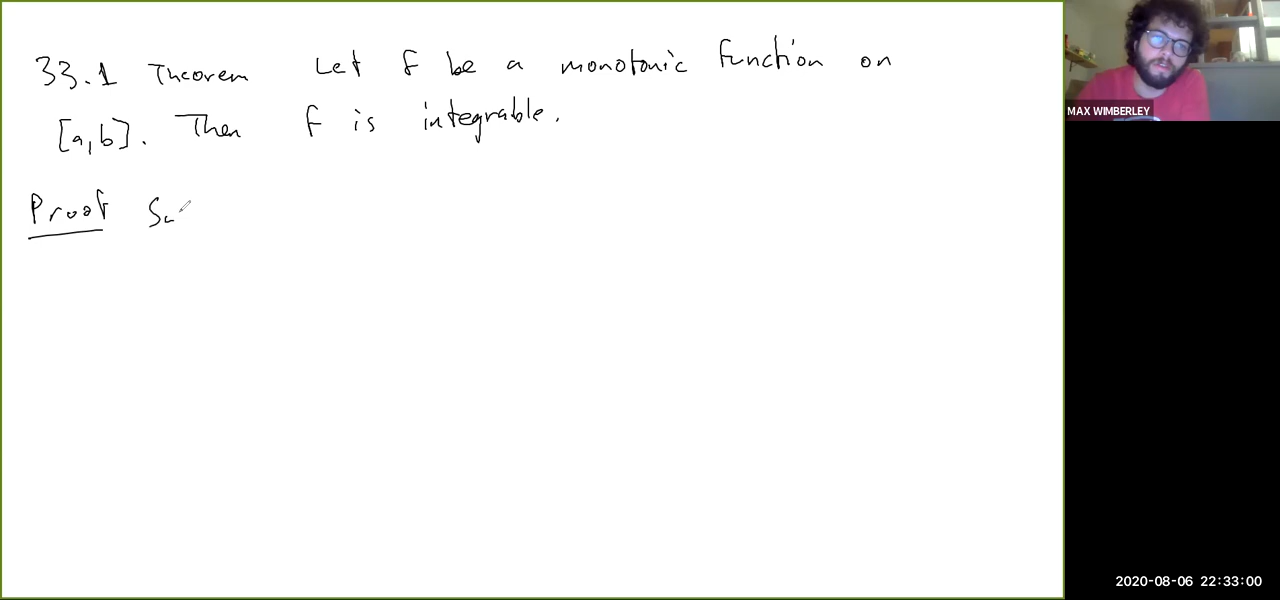 33.1 Theorem Let f be a monotonic function on
[a,b]. Then f is integrable.
Proof
MAX WIMBERLEY
2020-08-06 22:33:00